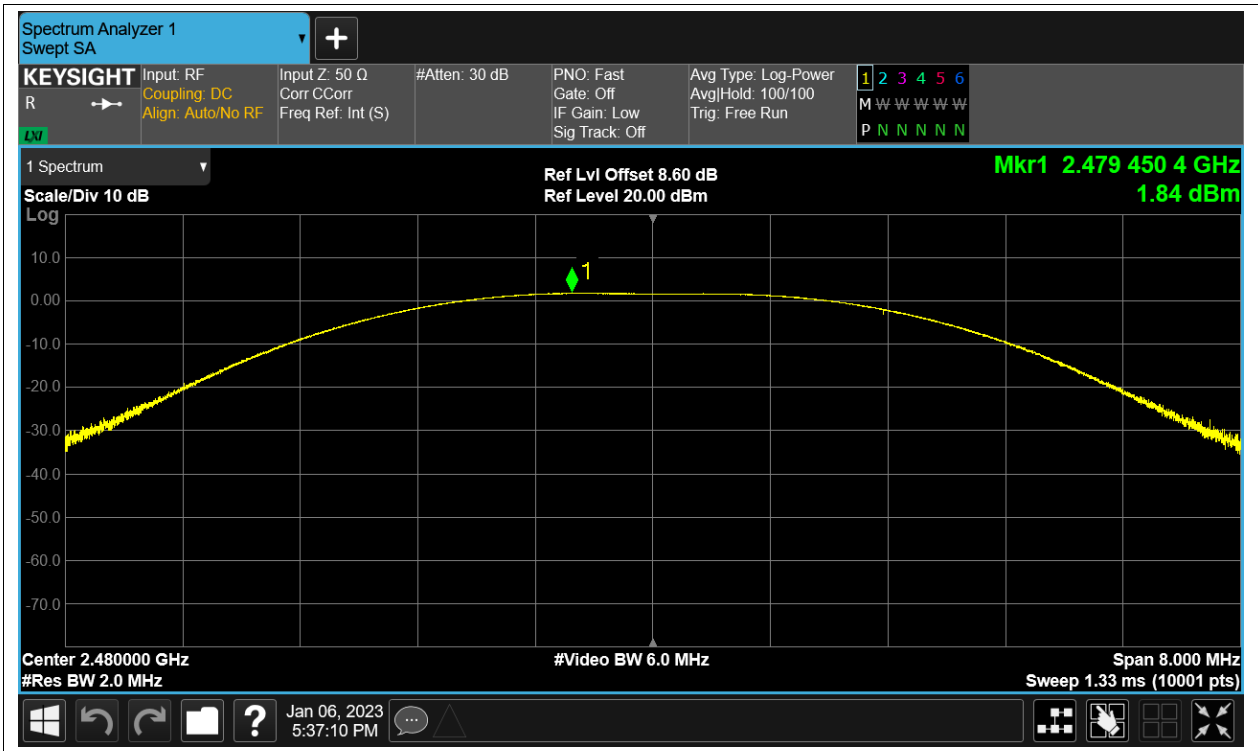 Spectrum Analyzer 1
Swept SA
KEYSIGHT
R
LXI
Input: RF
Coupling: DC
Align: Auto/No RF
Input Z: 50 Ω
Corr CCorr
Freq Ref: Int (S)
#Atten: 30 dB
PNO: Fast
Gate: Off
IF Gain: Low
Sig Track: Off
Avg Type: Log-Power
Avg|Hold: 100/100
Trig: Free Run
1 2 3 4 5 6
M W W W W W
P N N N N N
1 Spectrum
Scale/Div 10 dB
Log
Ref Lvl Offset 8.60 dB
Ref Level 20.00 dBm
Mkr1 2.479 450 4 GHz
1.84 dBm
1
10.0
0.00
-10.0
-20.0
-30.0
-40.0
-50.0
-60.0
-70.0
Center 2.480000 GHz
#Res BW 2.0 MHz
#Video BW 6.0 MHz
Span 8.000 MHz
Sweep 1.33 ms (10001 pts)
?
Jan 06, 2023
5:37:10 PM